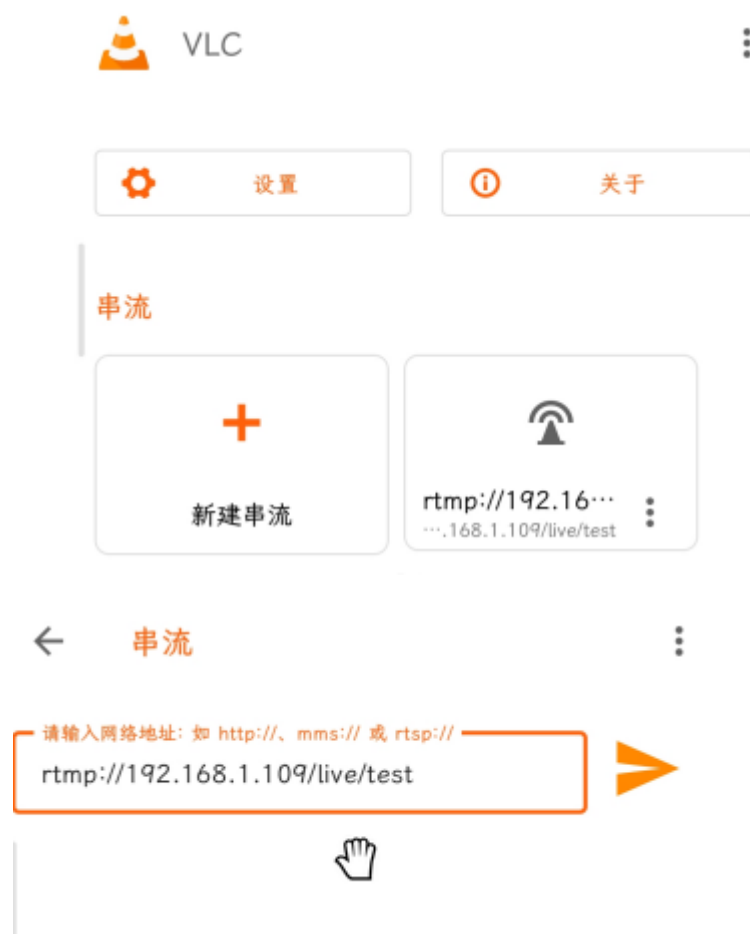 VLC
设置
关于
串流
新建串流
rtmp://192.16…
….168.1.109/live/test
串流
请输入网络地址: 如 http://、mms:// 或 rtsp://
rtmp://192.168.1.109/live/test